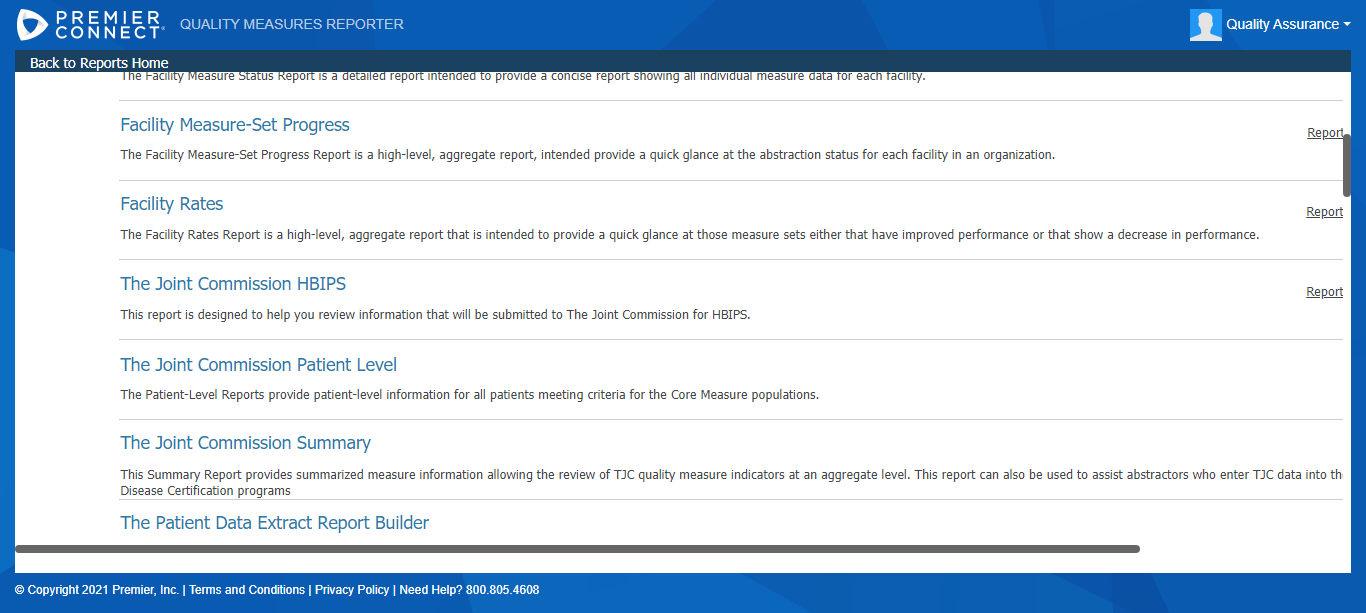 PREMIER CONNECT
QUALITY MEASURES REPORTER
Quality Assurance
Back to Reports Home
The Facility Measure Status Report is a detailed report intended to provide a concise report showing all individual measure data for each facility.
Facility Measure-Set Progress
Report
The Facility Measure-Set Progress Report is a high-level, aggregate report, intended provide a quick glance at the abstraction status for each facility in an organization.
Facility Rates
Report
The Facility Rates Report is a high-level, aggregate report that is intended to provide a quick glance at those measure sets either that have improved performance or that show a decrease in performance.
The Joint Commission HBIPS
Report
This report is designed to help you review information that will be submitted to The Joint Commission for HBIPS.
The Joint Commission Patient Level
The Patient-Level Reports provide patient-level information for all patients meeting criteria for the Core Measure populations.
The Joint Commission Summary
This Summary Report provides summarized measure information allowing the review of TJC quality measure indicators at an aggregate level. This report can also be used to assist abstractors who enter TJC data into th
Disease Certification programs
The Patient Data Extract Report Builder
© Copyright 2021 Premier, Inc. | Terms and Conditions | Privacy Policy | Need Help? 800.805.4608